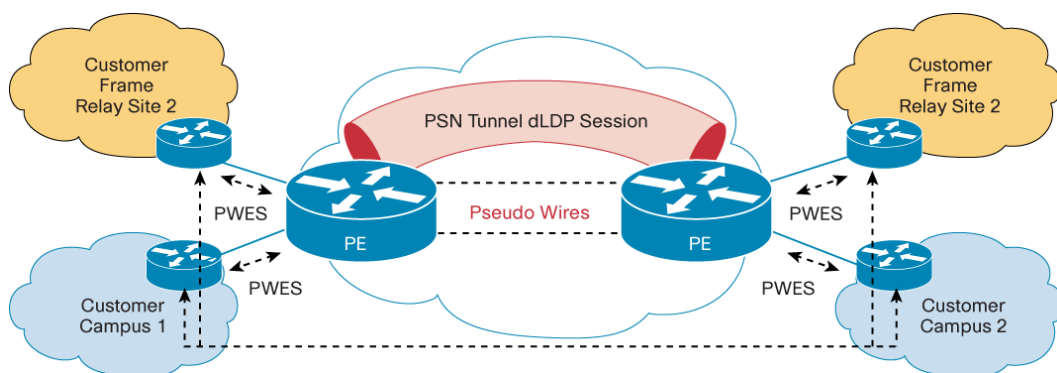 Customer
Frame
Relay Site 2
Customer
Frame
Relay Site 2
PSN Tunnel dLDP Session
PWES
PE
Pseudo Wires
PE
PWES
PWES
PWES
Customer
Campus 1
Customer
Campus 2